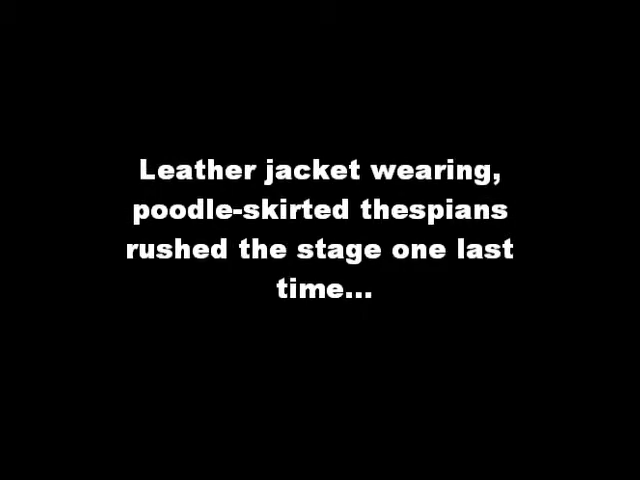 Leather jacket wearing,
poodle-skirted thespians
rushed the stage one last
time...